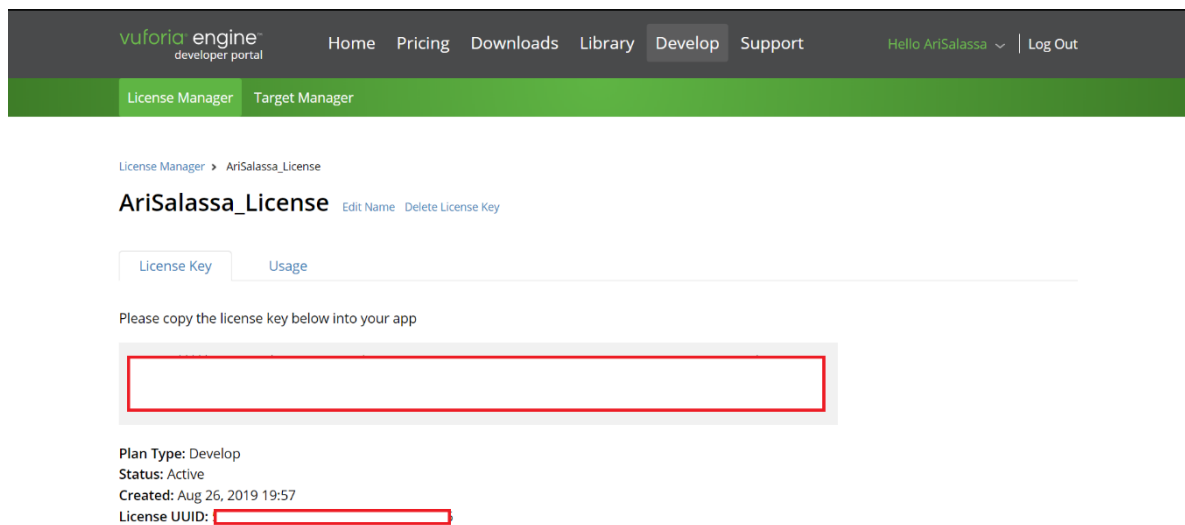 vuforia engine™ Home Pricing Downloads Library Develop Support Hello AriSalassa Log Out
developer portal
License Manager Target Manager
License Manager > AriSalassa_License
AriSalassa_License Edit Name Delete License Key
License Key Usage
Please copy the license key below into your app
Plan Type: Develop
Status: Active
Created: Aug 26, 2019 19:57
License UUID: